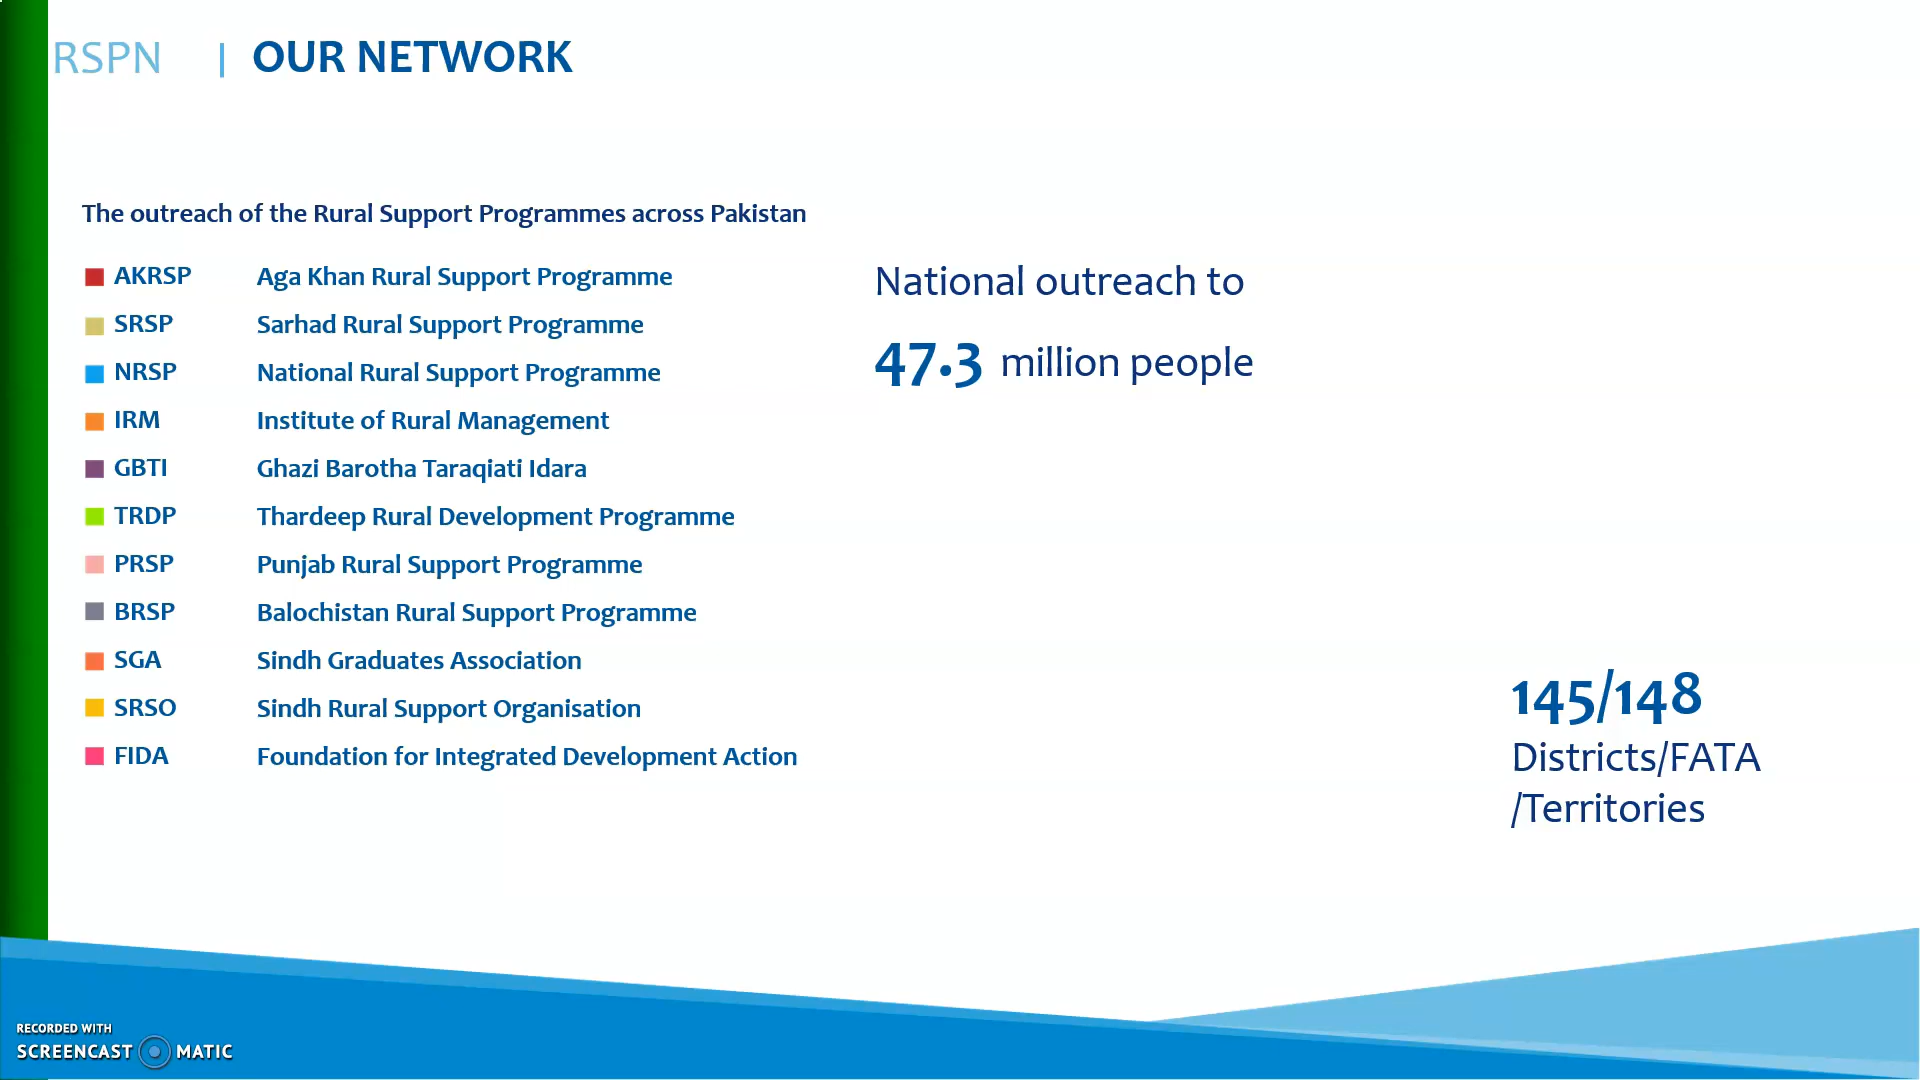 RSPN | OUR NETWORK
The outreach of the Rural Support Programmes across Pakistan
AKRSP Aga Khan Rural Support Programme
SRSP Sarhad Rural Support Programme
NRSP National Rural Support Programme
IRM Institute of Rural Management
GBTI Ghazi Barotha Taraqiati Idara
TRDP Thardeep Rural Development Programme
PRSP Punjab Rural Support Programme
BRSP Balochistan Rural Support Programme
SGA Sindh Graduates Association
SRSO Sindh Rural Support Organisation
FIDA Foundation for Integrated Development Action
National outreach to
47.3 million people
145/148
Districts/FATA
/Territories
RECORDED WITH
SCREENCAST MATIC